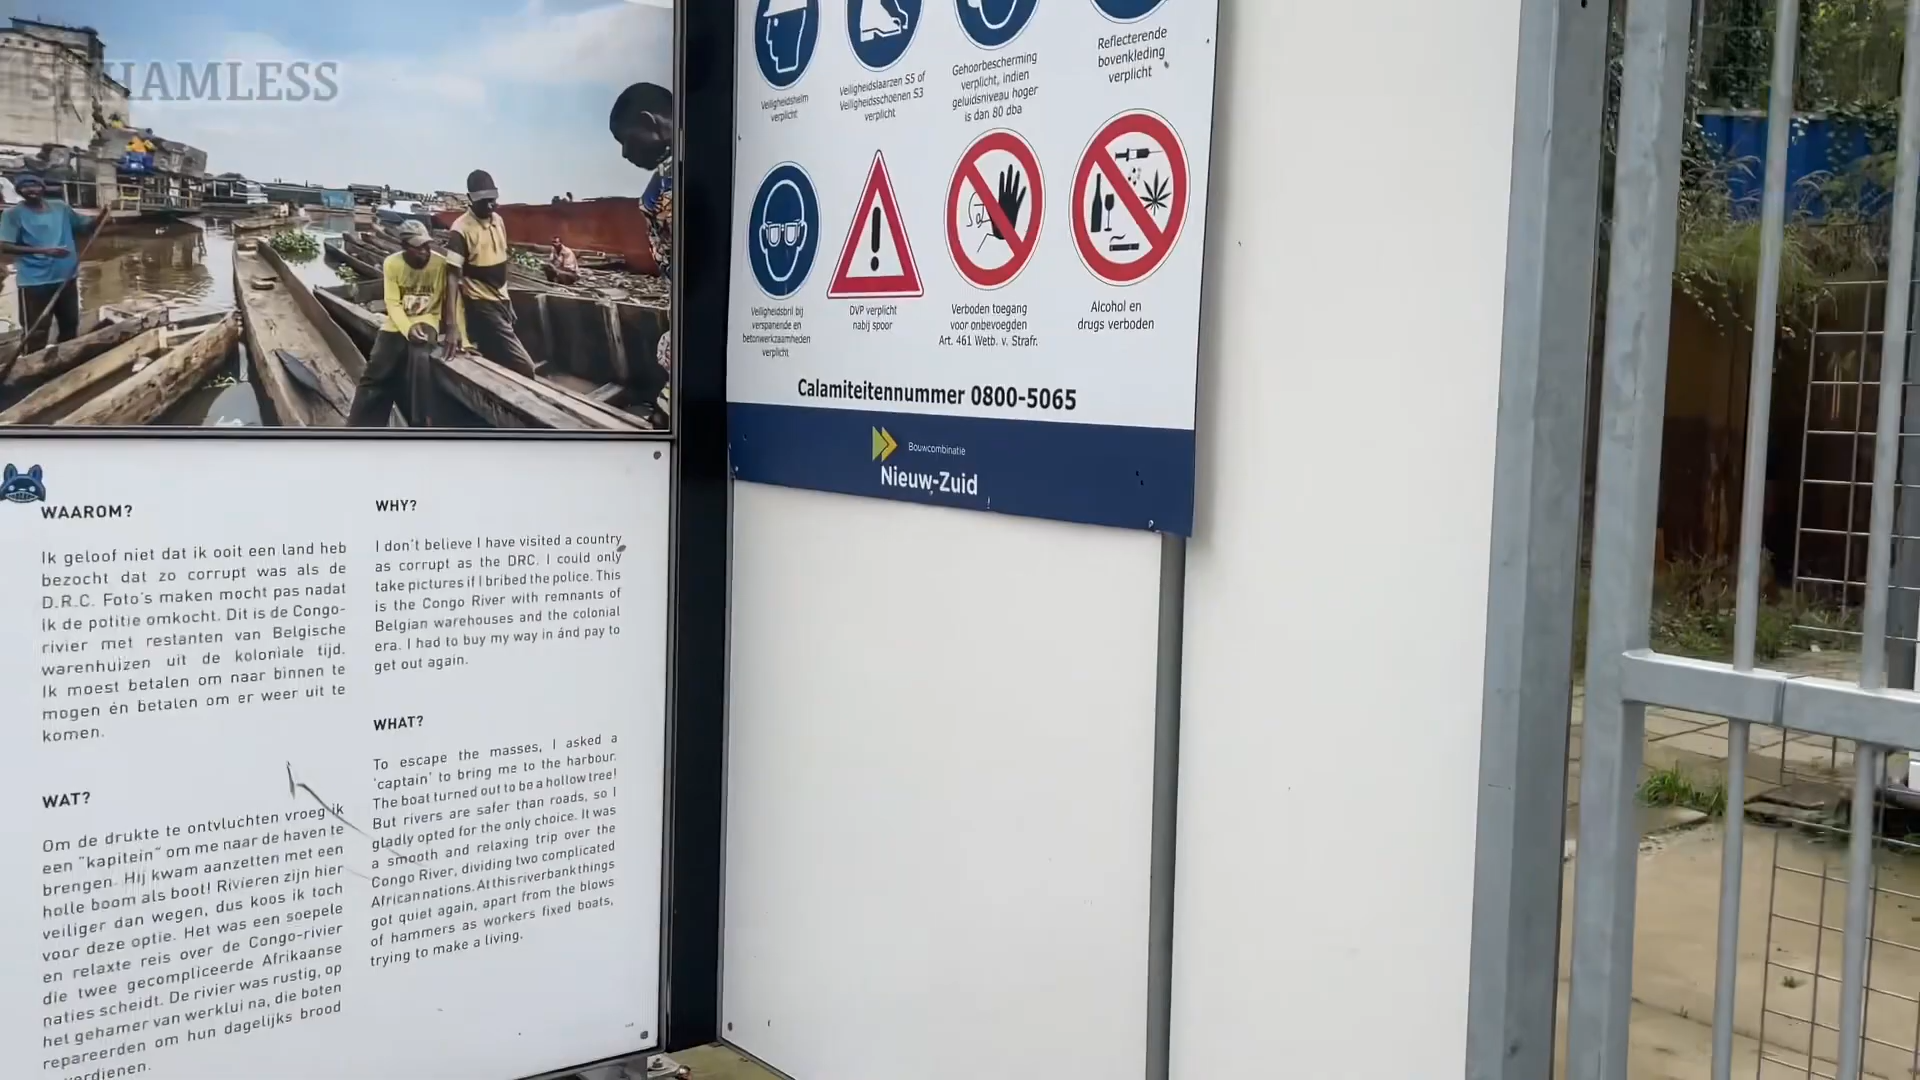 SHHAMLESS
WAAROM?
Ik geloof niet dat ik ooit een land heb
bezocht dat zo corrupt was als de
D.R.C. Foto's maken mocht pas nadat
ik de politie omkocht. Dit is de Congo-
rivier met restanten van Belgische
warenhuizen uit de koloniale tijd.
Ik moest betalen om naar binnen te
mogen én betalen om er weer uit te
komen.
WAT?
Om de drukte te ontvluchten vroeg ik
een "kapitein" om me naar de haven te
brengen. Hij kwam aanzetten met een
holle boom als boot! Rivieren zijn hier
veiliger dan wegen, dus koos ik toch
voor deze optie. Het was een soepele
en relaxte reis over de Congo-rivier
die twee gecompliceerde Afrikaanse
naties scheidt. De rivier was rustig, op
het gehamer van werklui na, die boten
repareerden om hun dagelijks brood
verdienen.
WHY?
I don't believe I have visited a country
as corrupt as the DRC. I could only
take pictures if I bribed the police. This
is the Congo River with remnants of
Belgian warehouses and the colonial
era. I had to buy my way in ánd pay to
get out again.
WHAT?
To escape the masses, I asked a
'captain' to bring me to the harbour.
The boat turned out to be a hollow tree!
But rivers are safer than roads, so I
gladly opted for the only choice. It was
a smooth and relaxing trip over the
Congo River, dividing two complicated
African nations. At this riverbank things
got quiet again, apart from the blows
of hammers as workers fixed boats,
trying to make a living.
Veiligheidshelm
verplicht
Veiligheidslaarzen S5 of
Veiligheidsschoenen S3
verplicht
Gehoorbescherming
verplicht, indien
geluidsniveau hoger
is dan 80 dba
Reflecterende
bovenkleding
verplicht
Veiligheidsbril bij
verspanende en
betonwerkzaamheden
verplicht
DVP verplicht
nabij spoor
Verboden toegang
voor onbevoegden
Art. 461 Wetb. v. Strafr.
Alcohol en
drugs verboden
Calamiteitennummer 0800-5065
Bouwcombinatie
Nieuw-Zuid